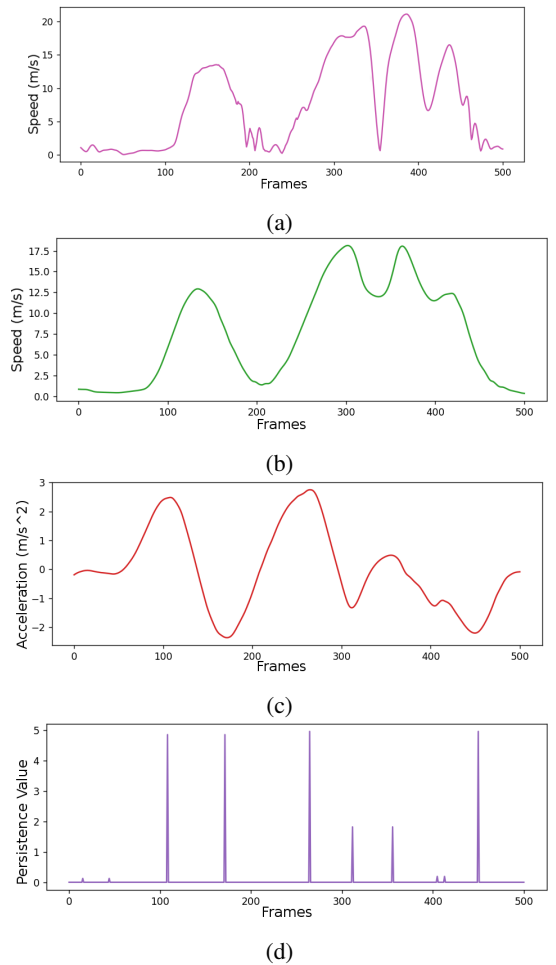 20
15
10
5
0
Speed (m/s)
0 100 200 300 400 500
Frames
(a)
17.5
15.0
12.5
10.0
7.5
5.0
2.5
0.0
Speed (m/s)
0 100 200 300 400 500
Frames
(b)
3
2
1
0
−1
−2
Acceleration (m/s^2)
0 100 200 300 400 500
Frames
(c)
5
4
3
2
1
0
Persistence Value
0 100 200 300 400 500
Frames
(d)